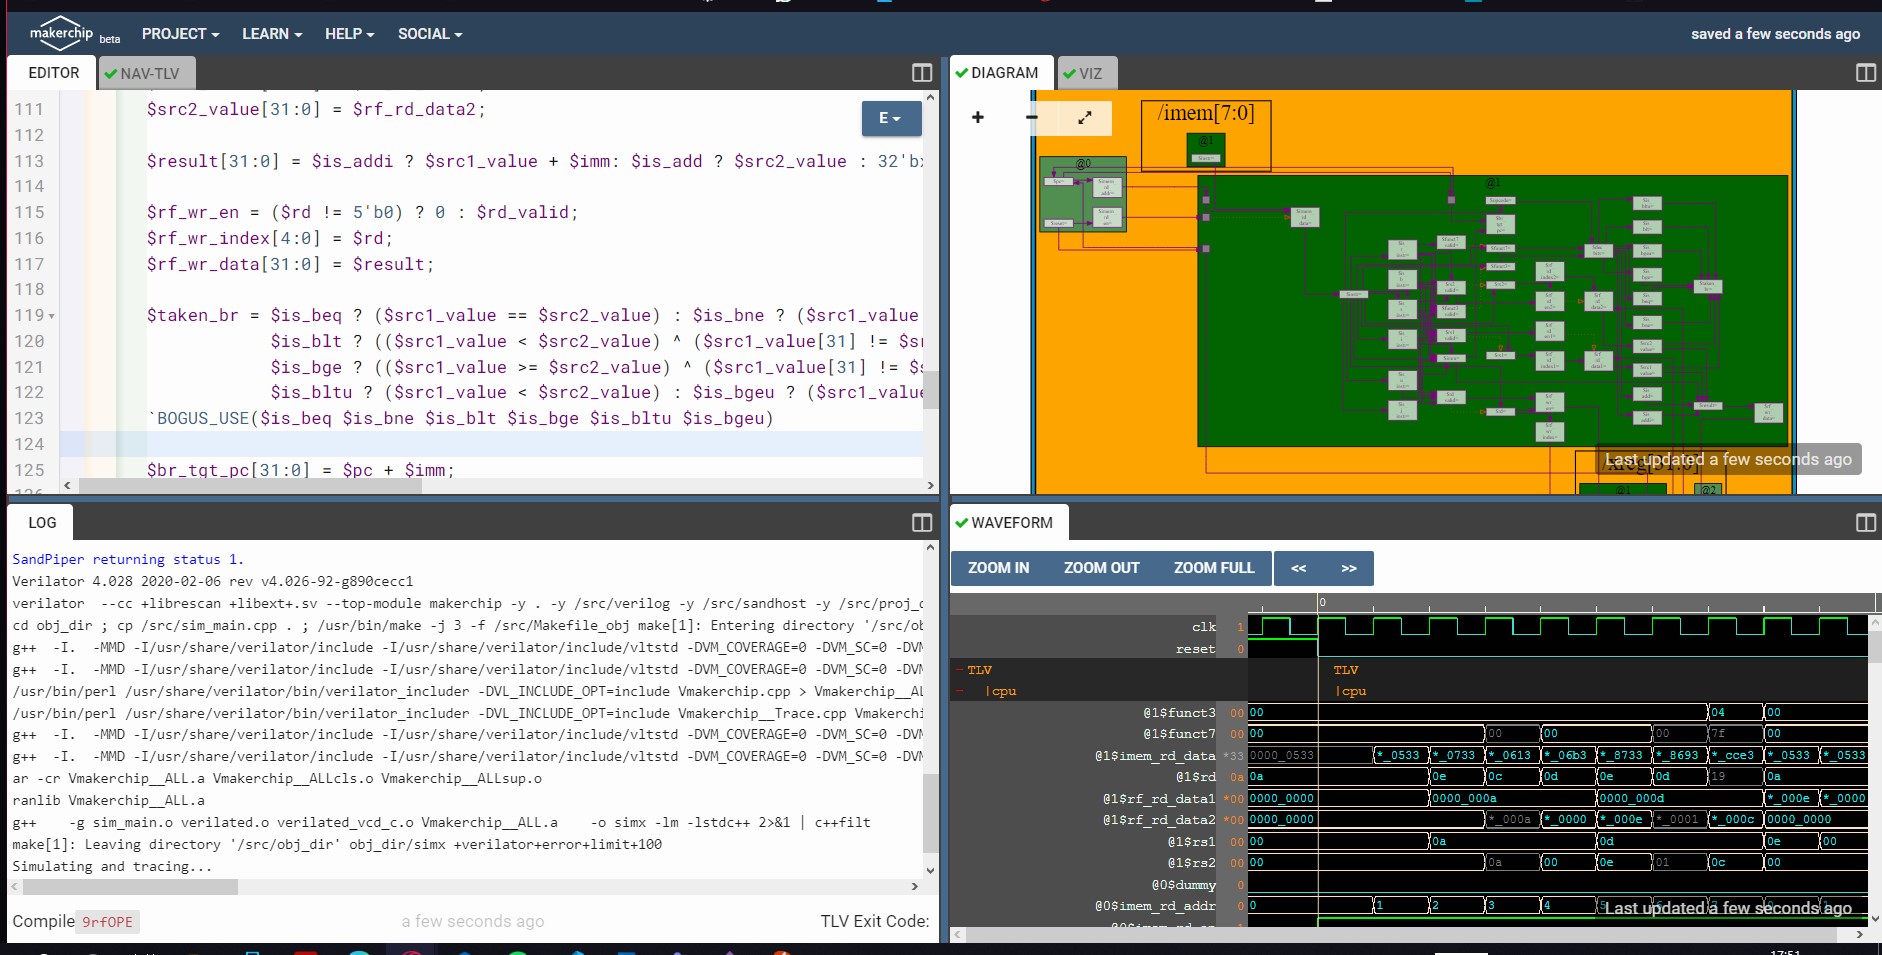 makerchip beta
PROJECT LEARN HELP SOCIAL
saved a few seconds ago
EDITOR
NAV-TLV
E
111 $src2_value[31:0] = $rf_rd_data2;
112
113 $result[31:0] = $is_addi ? $src1_value + $imm: $is_add ? $src2_value : 32'b
114
115 $rf_wr_en = ($rd != 5'b0) ? 0 : $rd_valid;
116 $rf_wr_index[4:0] = $rd;
117 $rf_wr_data[31:0] = $result;
118
119 $taken_br = $is_beq ? ($src1_value == $src2_value) : $is_bne ? ($src1_value
120 $is_blt ? (($src1_value < $src2_value) ^ ($src1_value[31] != $s
121 $is_bge ? (($src1_value >= $src2_value) ^ ($src1_value[31] != $
122 $is_bltu ? ($src1_value < $src2_value) : $is_bgeu ? ($src1_value
123 `BOGUS_USE($is_beq $is_bne $is_blt $is_bge $is_bltu $is_bgeu)
124
125 $br_tgt_pc[31:0] = $pc + $imm;
DIAGRAM
VIZ
+ −
/imem[7:0]
@1
@0
@1
/xreg[31:0]
@1 @2
Last updated a few seconds ago
LOG
SandPiper returning status 1.
Verilator 4.028 2020-02-06 rev v4.026-92-g890cecc1
verilator --cc +librescan +libext+.sv --top-module makerchip -y . -y /src/verilog -y /src/sandhost -y /src/proj_
cd obj_dir ; cp /src/sim_main.cpp . ; /usr/bin/make -j 3 -f /src/Makefile_obj make[1]: Entering directory '/src/ob
g++ -I. -MMD -I/usr/share/verilator/include -I/usr/share/verilator/include/vltstd -DVM_COVERAGE=0 -DVM_SC=0 -DVM
g++ -I. -MMD -I/usr/share/verilator/include -I/usr/share/verilator/include/vltstd -DVM_COVERAGE=0 -DVM_SC=0 -DVM
/usr/bin/perl /usr/share/verilator/bin/verilator_includer -DVL_INCLUDE_OPT=include Vmakerchip.cpp > Vmakerchip__AL
/usr/bin/perl /usr/share/verilator/bin/verilator_includer -DVL_INCLUDE_OPT=include Vmakerchip__Trace.cpp Vmakerchi
g++ -I. -MMD -I/usr/share/verilator/include -I/usr/share/verilator/include/vltstd -DVM_COVERAGE=0 -DVM_SC=0 -DVM
g++ -I. -MMD -I/usr/share/verilator/include -I/usr/share/verilator/include/vltstd -DVM_COVERAGE=0 -DVM_SC=0 -DVM
ar -cr Vmakerchip__ALL.a Vmakerchip__ALLcls.o Vmakerchip__ALLsup.o
ranlib Vmakerchip__ALL.a
g++ -g sim_main.o verilated.o verilated_vcd_c.o Vmakerchip__ALL.a -o simx -lm -lstdc++ 2>&1 | c++filt
make[1]: Leaving directory '/src/obj_dir' obj_dir/simx +verilator+error+limit+100
Simulating and tracing...
Compile 9rfOPE a few seconds ago TLV Exit Code:
WAVEFORM
ZOOM IN ZOOM OUT ZOOM FULL << >>
0
clk 1
reset 0
- TLV TLV
- |cpu |cpu
@1$funct3 00 00 04 00
@1$funct7 00 00 00 00 00 7f 00
@1$imem_rd_data *33 0000_0533 *_0533 *_0733 *_0613 *_06b3 *_8733 *_8693 *_cce3 *_0533 *_0533
@1$rd 0a 0a 0e 0c 0d 0e 0d 19 0a
@1$rf_rd_data1 *00 0000_0000 0000_000a 0000_000d *_000e *_0000
@1$rf_rd_data2 *00 0000_0000 *_000a *_0000 *_000e *_0001 *_000c 0000_0000
@1$rs1 00 00 0a 0d 0e 00
@1$rs2 00 00 0a 00 0e 01 0c 00
@0$dummy 0
@0$imem_rd_addr 0 0 1 2 3 4 5
Last updated a few seconds ago
17:51